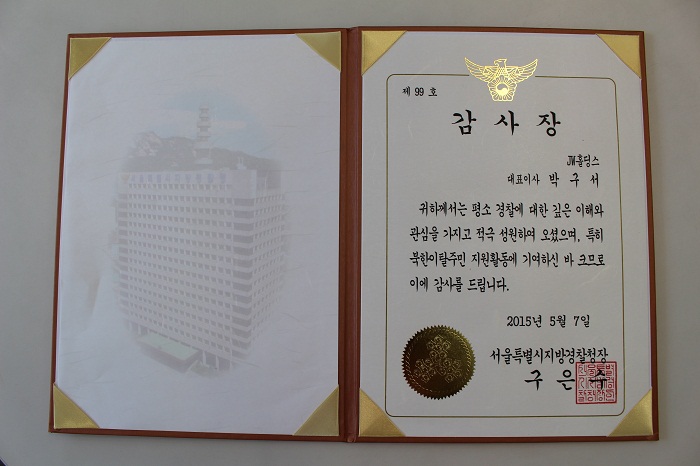 제 99 호
감 사 장
JW홀딩스
대표이사 박 구 서
귀하께서는 평소 경찰에 대한 깊은 이해와
관심을 가지고 적극 성원하여 오셨으며, 특히
북한이탈주민 지원활동에 기여하신 바 크므로
이에 감사를 드립니다.
2015년 5월 7일
서울특별시지방경찰청장
구 은 수